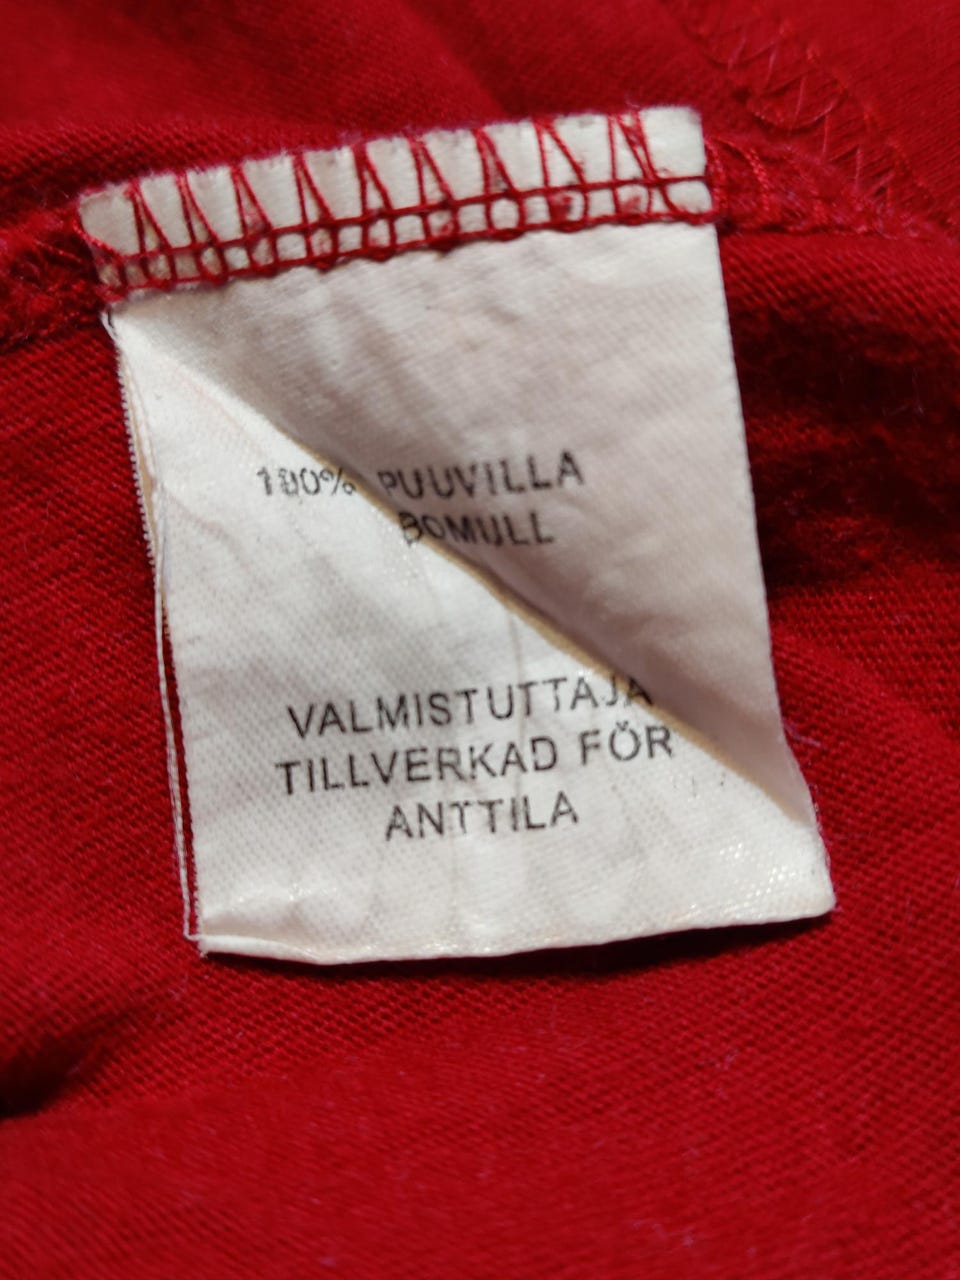 100% PUUVILLA
BOMULL
VALMISTUTTAJA
TILLVERKAD FÖR
ANTTILA